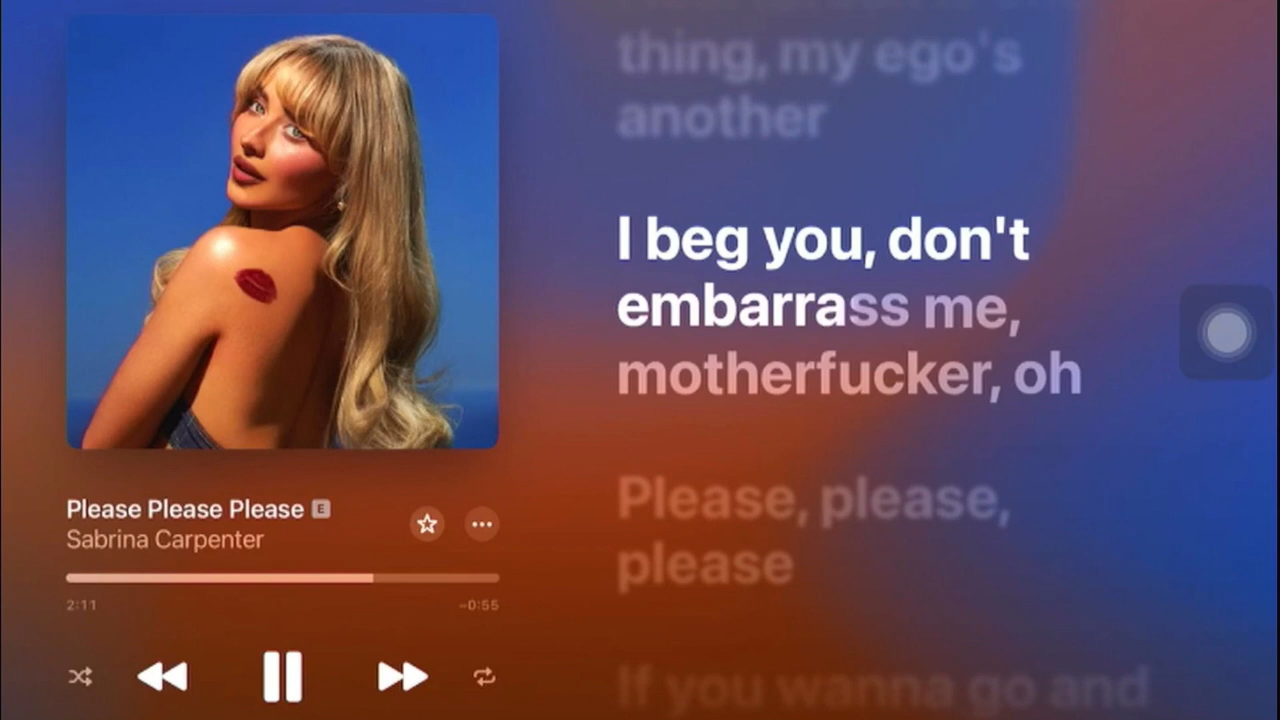 thing, my ego's
another
I beg you, don't
embarrass me,
motherfucker, oh
Please, please,
please
If you wanna go and
Please Please Please E
Sabrina Carpenter
2:11
-0:55